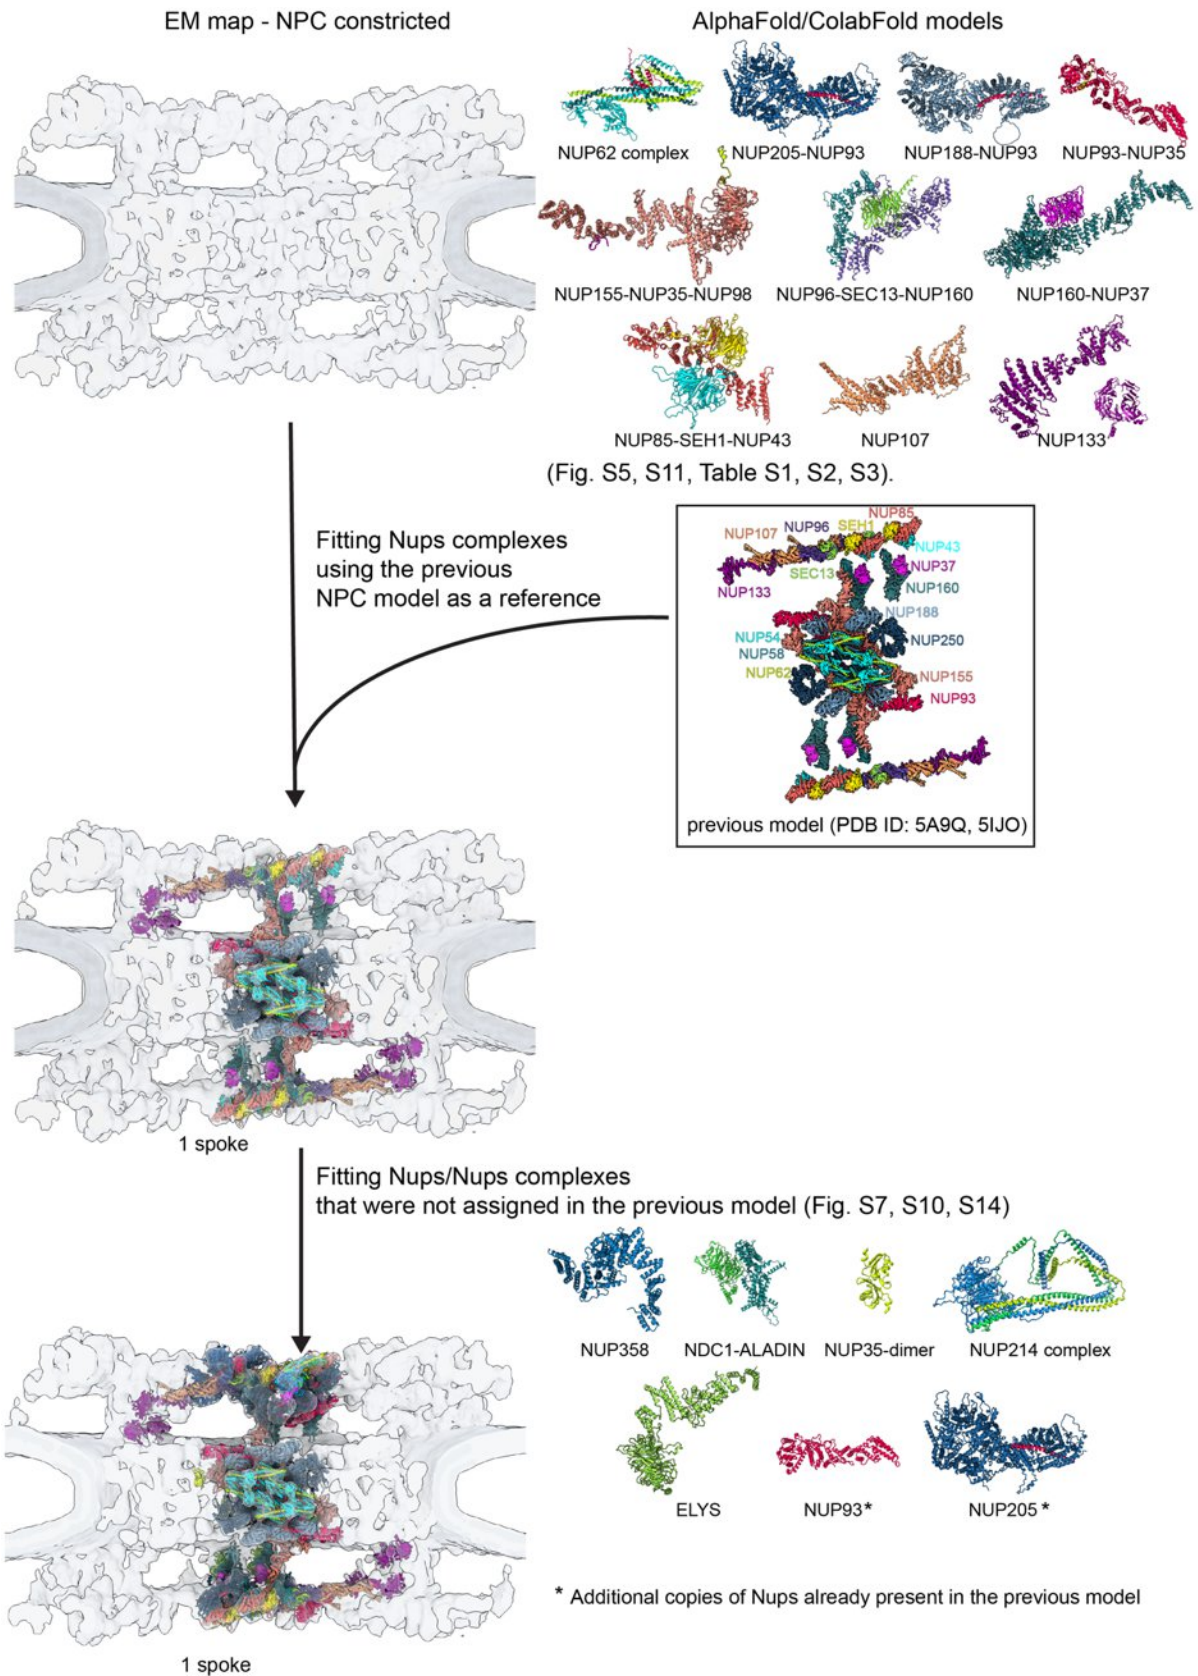 EM map - NPC constricted
AlphaFold/ColabFold models
NUP62 complex
NUP205-NUP93
NUP188-NUP93
NUP93-NUP35
NUP155-NUP35-NUP98
NUP96-SEC13-NUP160
NUP160-NUP37
NUP85-SEH1-NUP43
NUP107
NUP133
(Fig. S5, S11, Table S1, S2, S3).
Fitting Nups complexes
using the previous
NPC model as a reference
NUP107
NUP96
SEH1
NUP85
NUP43
SEC13
NUP37
NUP133
NUP160
NUP188
NUP54
NUP250
NUP58
NUP62
NUP155
NUP93
previous model (PDB ID: 5A9Q, 5IJO)
1 spoke
Fitting Nups/Nups complexes
that were not assigned in the previous model (Fig. S7, S10, S14)
NUP358
NDC1-ALADIN
NUP35-dimer
NUP214 complex
ELYS
NUP93*
NUP205*
* Additional copies of Nups already present in the previous model
1 spoke